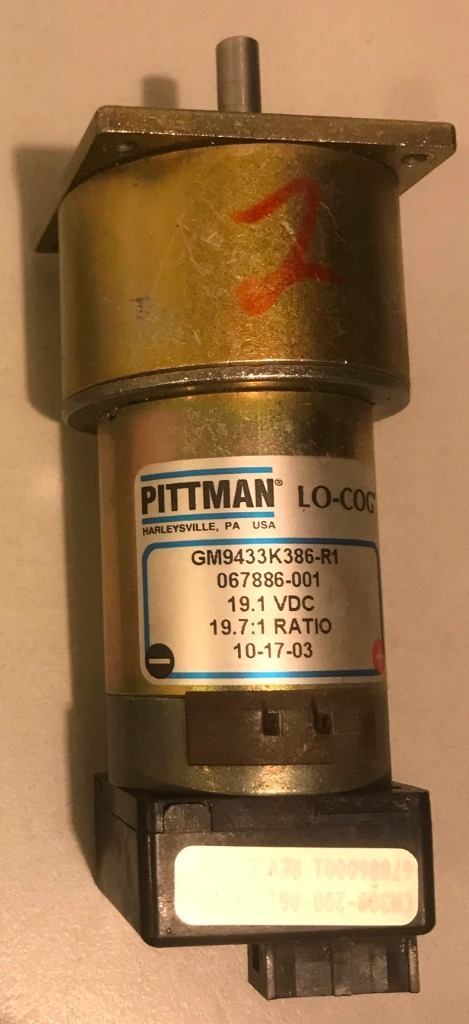 2
PITTMAN® LO-COG
HARLEYSVILLE, PA USA
GM9433K386-R1
067886-001
19.1 VDC
19.7:1 RATIO
10-17-03
− +